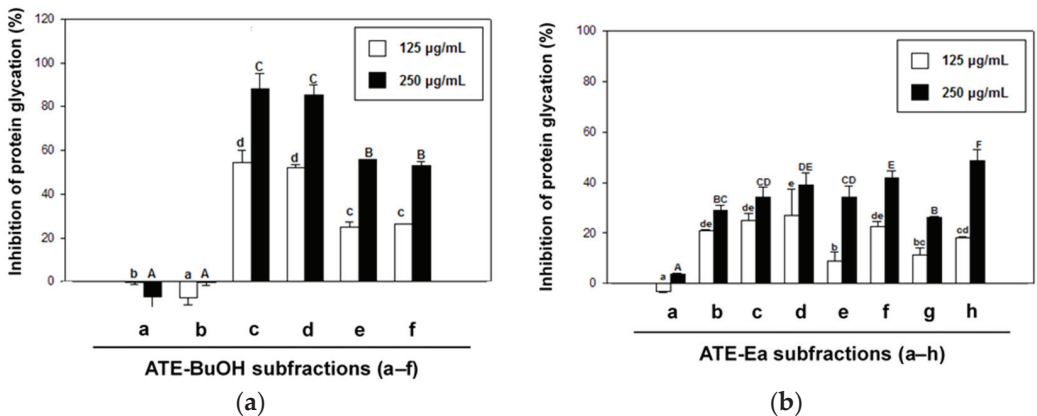 120
100
80
60
40
20
0
Inhibition of protein glycation (%)
125 µg/mL
250 µg/mL
b A
a A
d C
d C
c B
c B
a b c d e f
ATE-BuOH subfractions (a–f)
(a)
100
80
60
40
20
0
Inhibition of protein glycation (%)
125 µg/mL
250 µg/mL
a A
de BC
de CD
e DE
b CD
de E
bc B
cd F
a b c d e f g h
ATE-Ea subfractions (a–h)
(b)